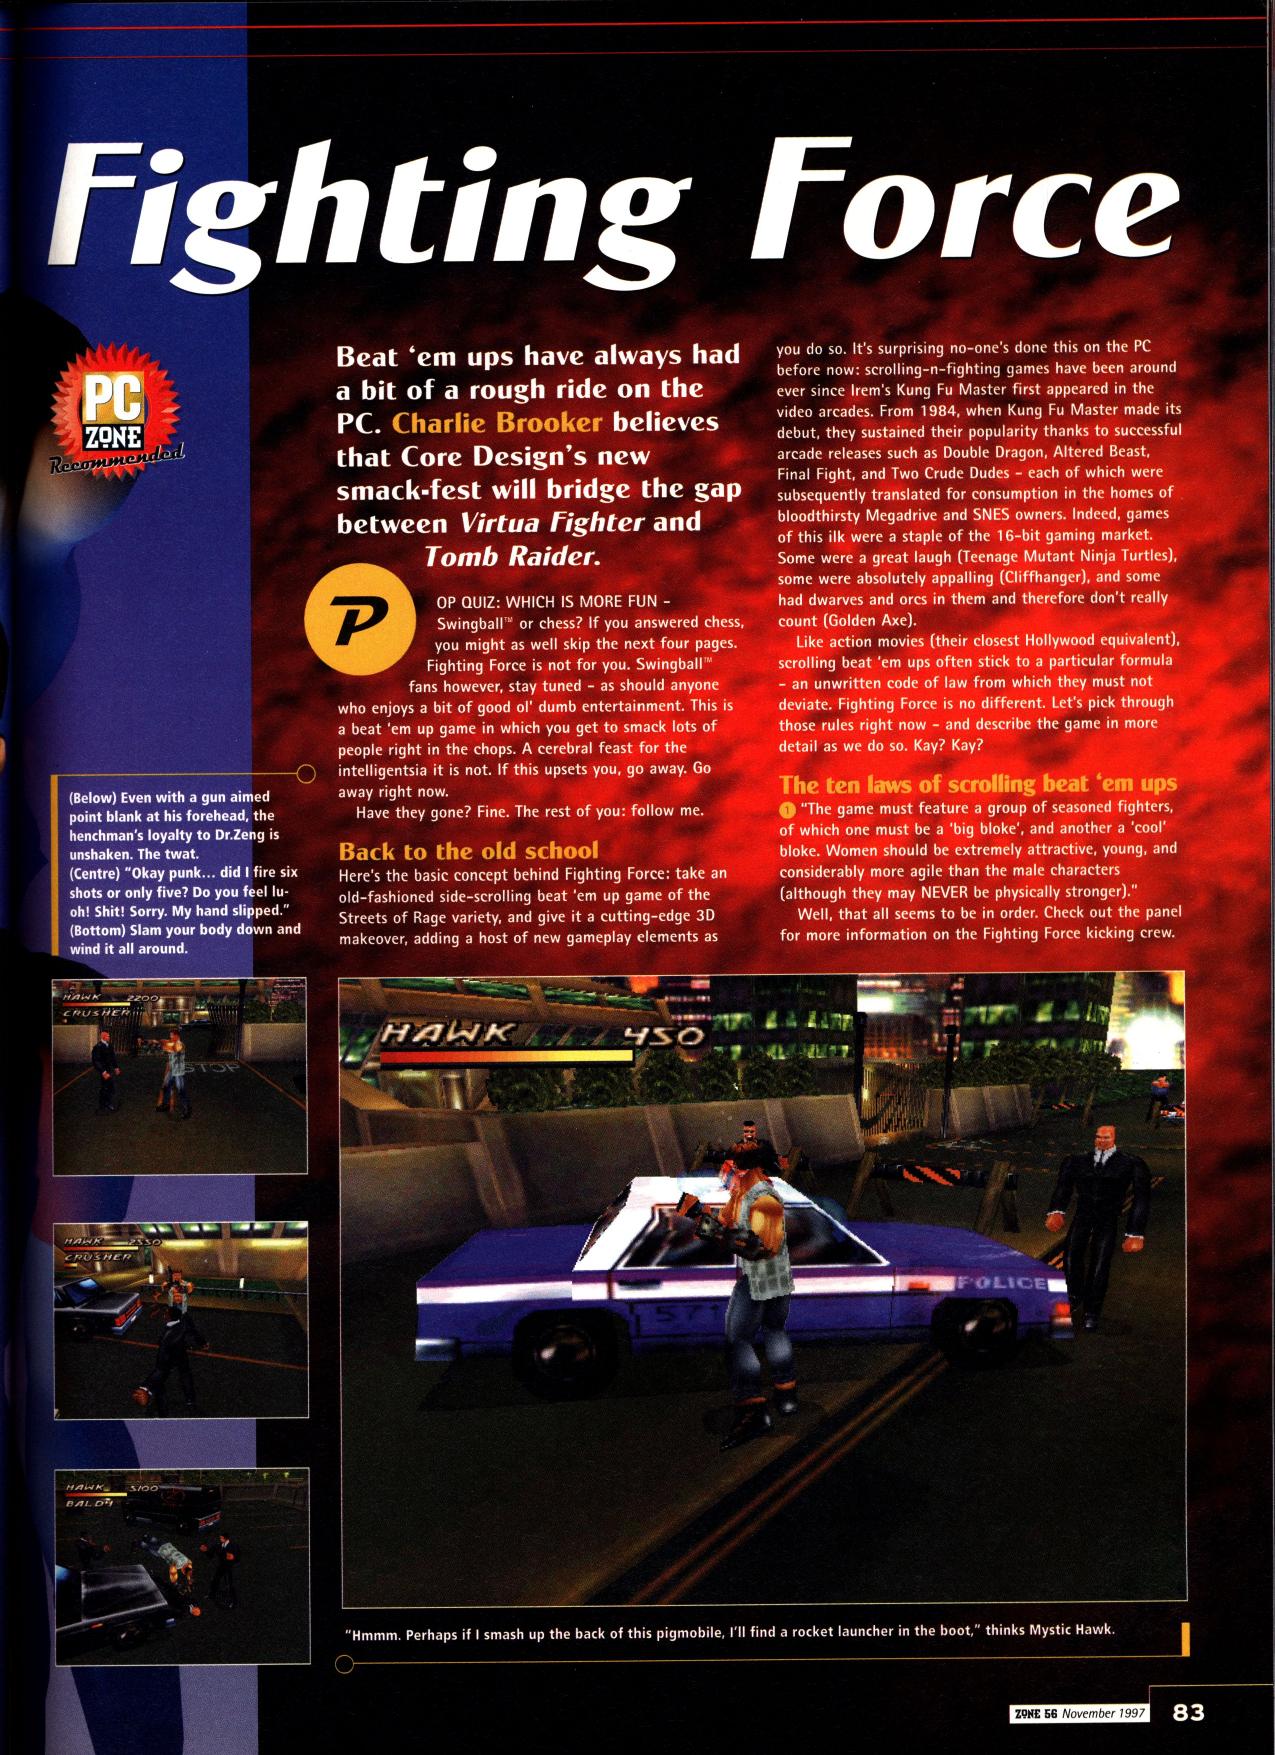 Fighting Force
PC
ZONE
Recommended
Beat 'em ups have always had
a bit of a rough ride on the
PC. Charlie Brooker believes
that Core Design's new
smack-fest will bridge the gap
between Virtua Fighter and
Tomb Raider.
P
OP QUIZ: WHICH IS MORE FUN –
Swingball™ or chess? If you answered chess,
you might as well skip the next four pages.
Fighting Force is not for you. Swingball™
fans however, stay tuned – as should anyone
who enjoys a bit of good ol' dumb entertainment. This is
a beat 'em up game in which you get to smack lots of
people right in the chops. A cerebral feast for the
intelligentsia it is not. If this upsets you, go away. Go
away right now.
Have they gone? Fine. The rest of you: follow me.
Back to the old school
Here's the basic concept behind Fighting Force: take an
old-fashioned side-scrolling beat 'em up game of the
Streets of Rage variety, and give it a cutting-edge 3D
makeover, adding a host of new gameplay elements as
you do so. It's surprising no-one's done this on the PC
before now: scrolling-n-fighting games have been around
ever since Irem's Kung Fu Master first appeared in the
video arcades. From 1984, when Kung Fu Master made its
debut, they sustained their popularity thanks to successful
arcade releases such as Double Dragon, Altered Beast,
Final Fight, and Two Crude Dudes – each of which were
subsequently translated for consumption in the homes of
bloodthirsty Megadrive and SNES owners. Indeed, games
of this ilk were a staple of the 16-bit gaming market.
Some were a great laugh (Teenage Mutant Ninja Turtles),
some were absolutely appalling (Cliffhanger), and some
had dwarves and orcs in them and therefore don't really
count (Golden Axe).
Like action movies (their closest Hollywood equivalent),
scrolling beat 'em ups often stick to a particular formula
– an unwritten code of law from which they must not
deviate. Fighting Force is no different. Let's pick through
those rules right now – and describe the game in more
detail as we do so. Kay? Kay?
The ten laws of scrolling beat 'em ups
1 "The game must feature a group of seasoned fighters,
of which one must be a 'big bloke', and another a 'cool'
bloke. Women should be extremely attractive, young, and
considerably more agile than the male characters
(although they may NEVER be physically stronger)."
Well, that all seems to be in order. Check out the panel
for more information on the Fighting Force kicking crew.
(Below) Even with a gun aimed
point blank at his forehead, the
henchman's loyalty to Dr.Zeng is
unshaken. The twat.
(Centre) "Okay punk... did I fire six
shots or only five? Do you feel lu-
oh! Shit! Sorry. My hand slipped."
(Bottom) Slam your body down and
wind it all around.
HAWK 2200
CRUSHER
STOP
HAWK 2550
CRUSHER
HAWK 5100
BALDY
HAWK 450
POLICE
571
"Hmmm. Perhaps if I smash up the back of this pigmobile, I'll find a rocket launcher in the boot," thinks Mystic Hawk.
ZONE 56 November 1997 83